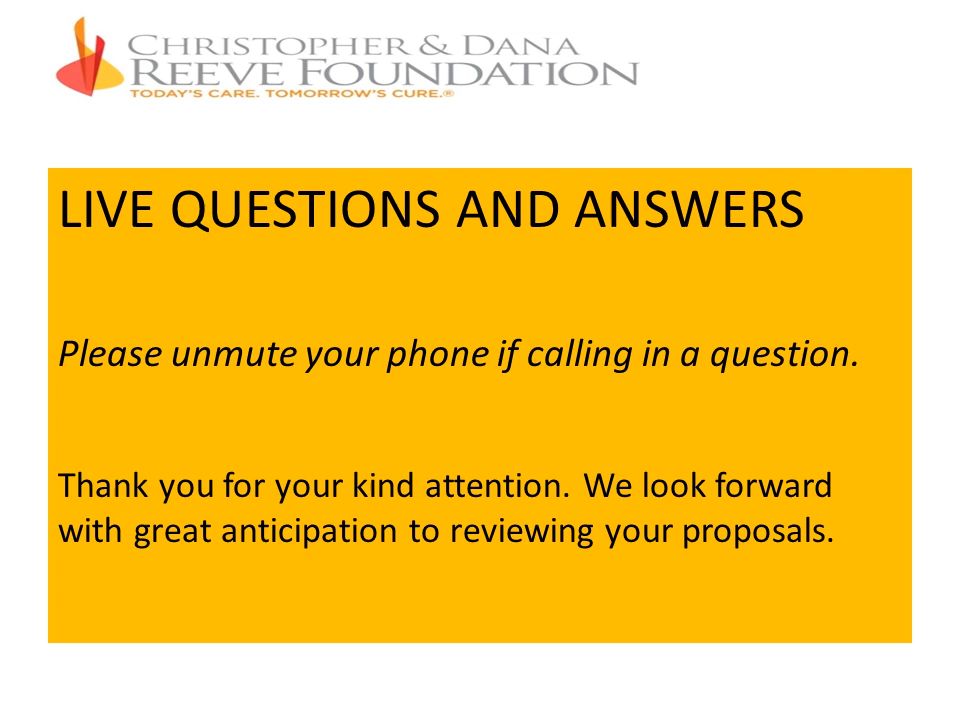 CHRISTOPHER & DANA
REEVE FOUNDATION
TODAY'S CARE. TOMORROW'S CURE.®
LIVE QUESTIONS AND ANSWERS
Please unmute your phone if calling in a question.
Thank you for your kind attention. We look forward
with great anticipation to reviewing your proposals.